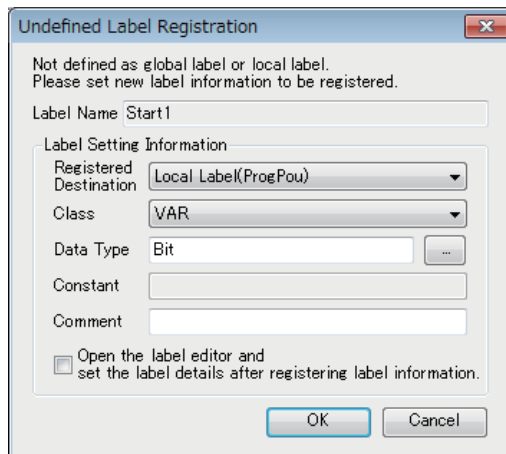 Undefined Label Registration
Not defined as global label or local label.
Please set new label information to be registered.
Label Name Start1
Label Setting Information
Registered Destination Local Label(ProgPou)
Class VAR
Data Type Bit ...
Constant
Comment
Open the label editor and
set the label details after registering label information.
OK Cancel